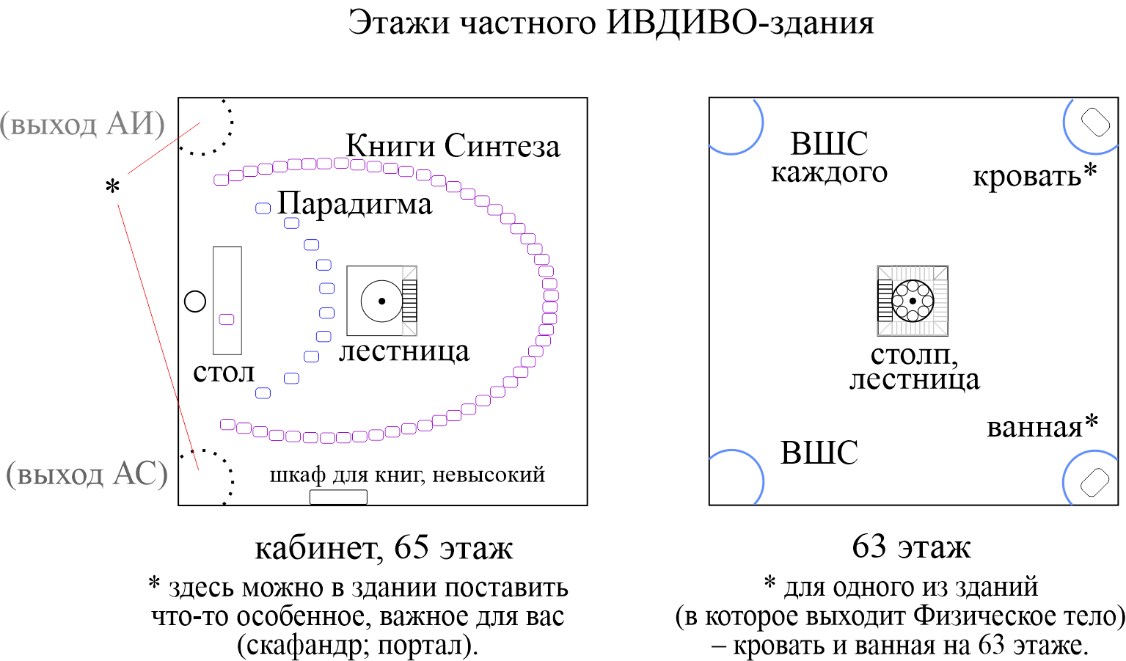 Этажи частного ИВДИВО-здания
(выход АИ)
*
(выход АС)
Книги Синтеза
Парадигма
лестница
стол
шкаф для книг, невысокий
кабинет, 65 этаж
* здесь можно в здании поставить
что-то особенное, важное для вас
(скафандр; портал).
ВШС
каждого
кровать*
столп,
лестница
ванная*
ВШС
63 этаж
* для одного из зданий
(в которое выходит Физическое тело)
– кровать и ванная на 63 этаже.